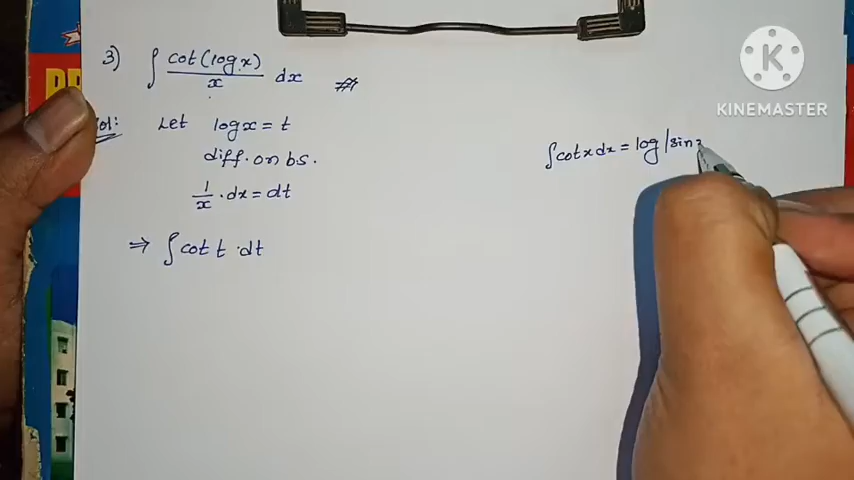 3) ∫ cot(log x)/x dx
Sol: Let log x = t
diff. on b.s.
1/x · dx = dt
⇒ ∫ cot t · dt
∫cot x dx = log |sin
KINEMASTER